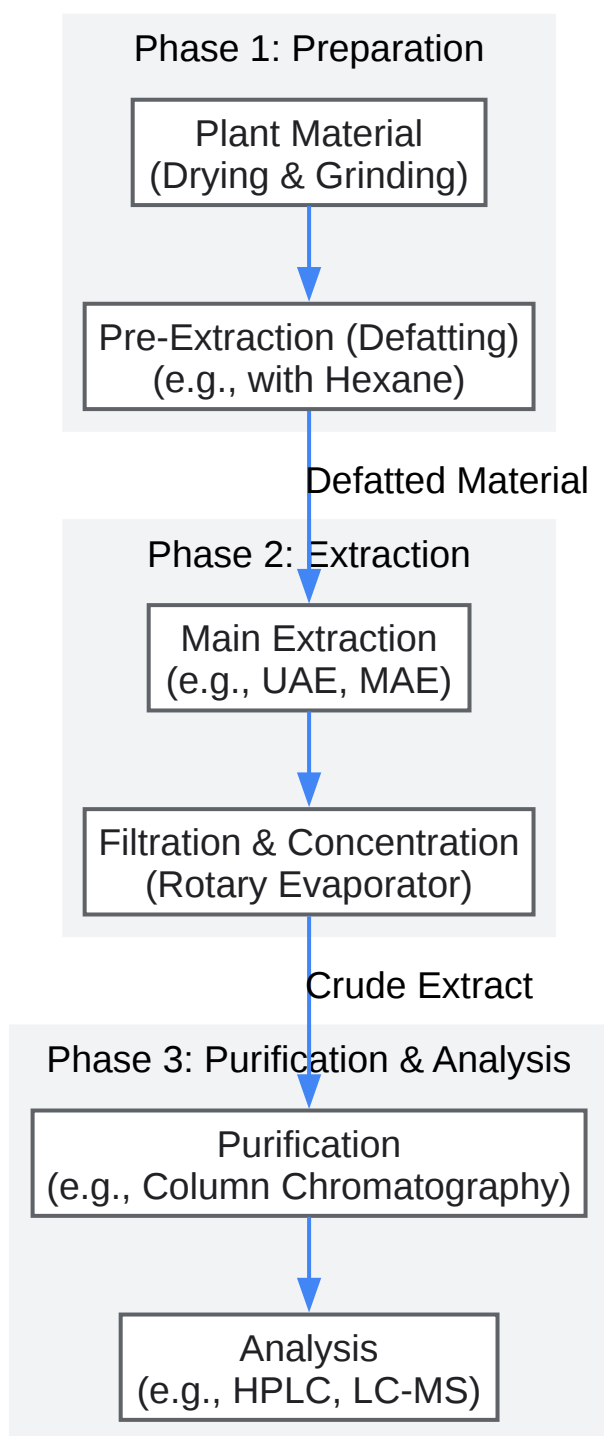 Phase 1: Preparation
Plant Material
(Drying & Grinding)
Pre-Extraction (Defatting)
(e.g., with Hexane)
Defatted Material
Phase 2: Extraction
Main Extraction
(e.g., UAE, MAE)
Filtration & Concentration
(Rotary Evaporator)
Crude Extract
Phase 3: Purification & Analysis
Purification
(e.g., Column Chromatography)
Analysis
(e.g., HPLC, LC-MS)